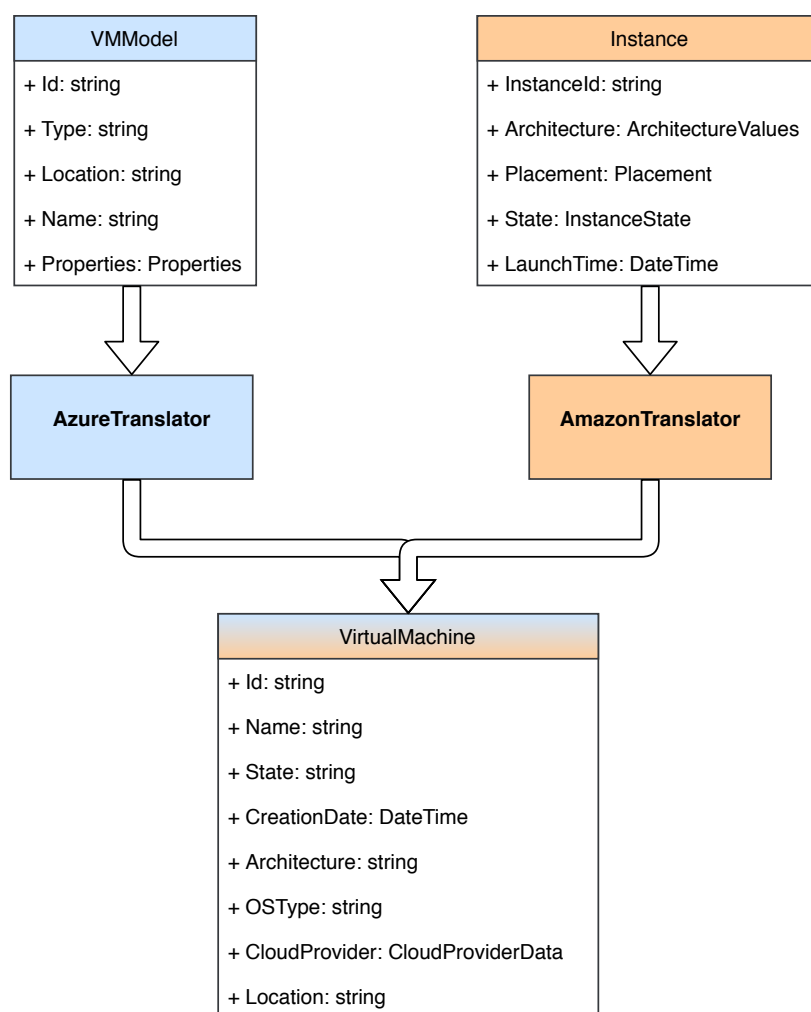 VMModel
+ Id: string
+ Type: string
+ Location: string
+ Name: string
+ Properties: Properties
Instance
+ InstanceId: string
+ Architecture: ArchitectureValues
+ Placement: Placement
+ State: InstanceState
+ LaunchTime: DateTime
AzureTranslator
AmazonTranslator
VirtualMachine
+ Id: string
+ Name: string
+ State: string
+ CreationDate: DateTime
+ Architecture: string
+ OSType: string
+ CloudProvider: CloudProviderData
+ Location: string